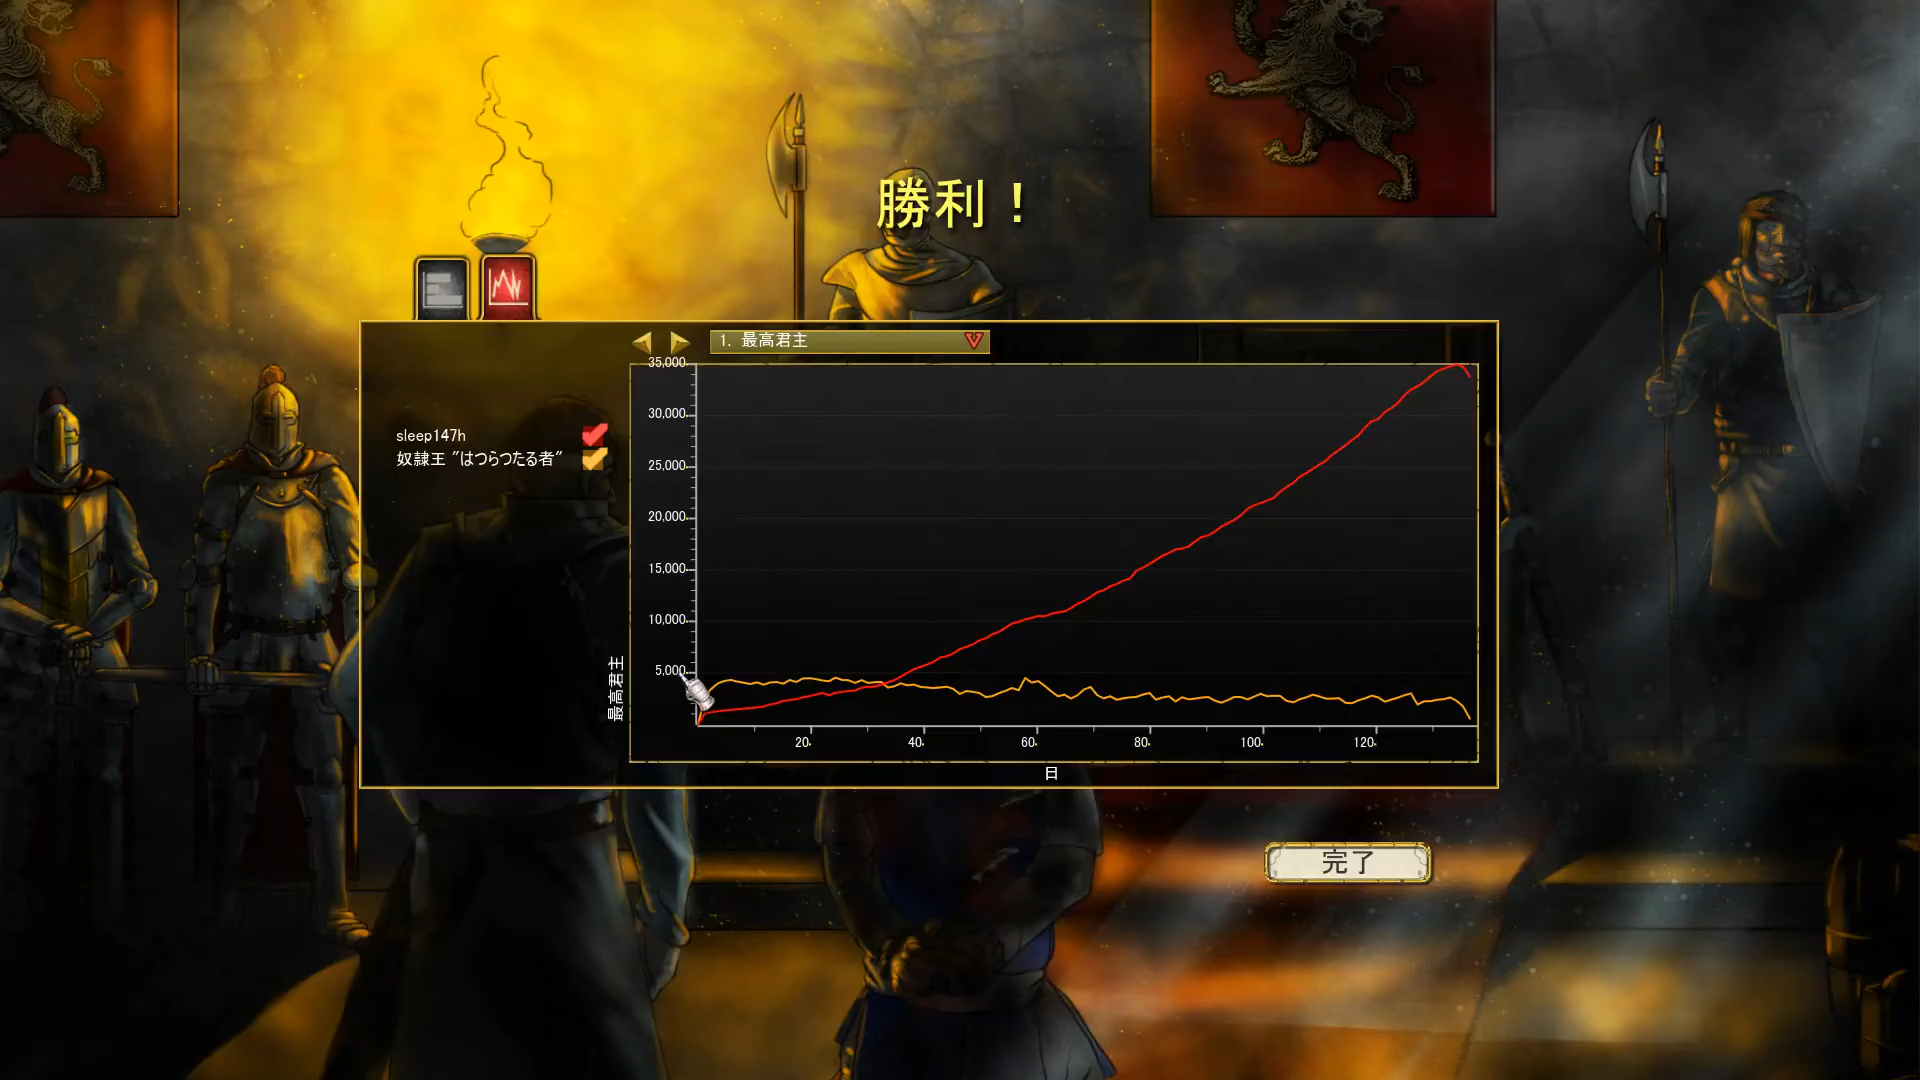 勝利！
1. 最高君主
sleep147h
奴隷王 "はつらつたる者"
35,000
30,000
25,000
20,000
15,000
10,000
5,000
最高君主
20 40 60 80 100 120
日
完了